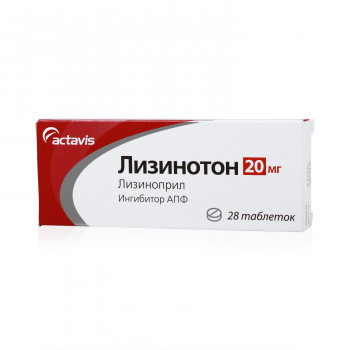 actavis
Лизинотон 20 мг
Лизиноприл
Ингибитор АПФ
28 таблеток